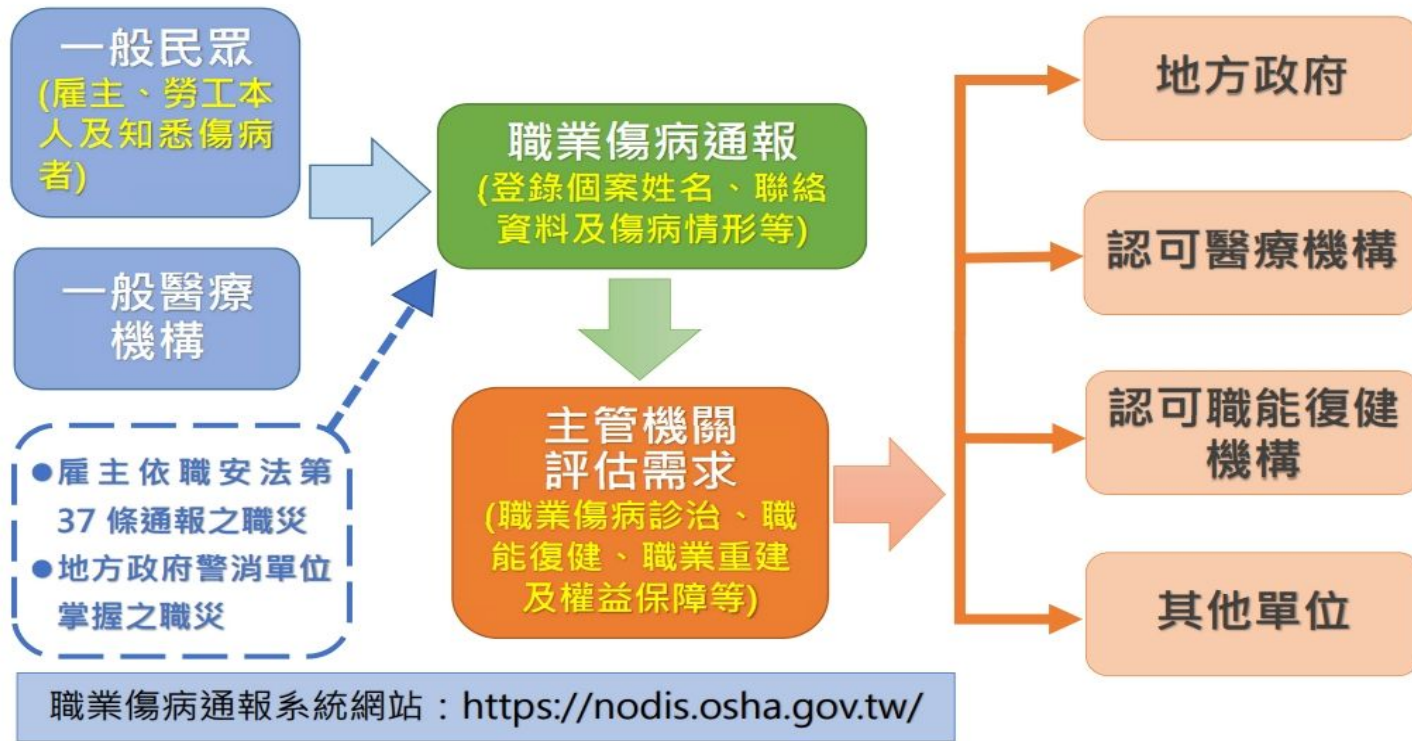 一般民眾
(雇主、勞工本
人及知悉傷病
者)
一般醫療
機構
●雇主依職安法第
37 條通報之職災
●地方政府警消單位
掌握之職災
職業傷病通報
(登錄個案姓名、聯絡
資料及傷病情形等)
主管機關
評估需求
(職業傷病診治、職
能復健、職業重建
及權益保障等)
地方政府
認可醫療機構
認可職能復健
機構
其他單位
職業傷病通報系統網站：https://nodis.osha.gov.tw/